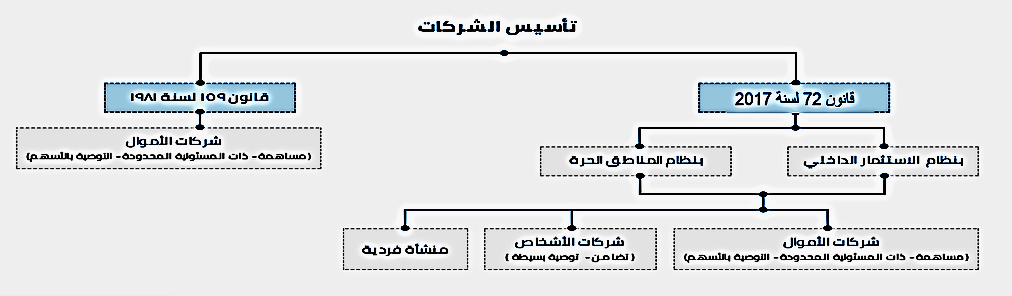 تأسيس الشركات
قانون 72 لسنة 2017
قانون ١٥٩ لسنة ١٩٨١
شركات الأموال
(مساهمة - ذات المسئولية المحدودة - التوصية بالأسهم)
بنظام الاستثمار الداخلي
بنظام المناطق الحرة
شركات الأموال
(مساهمة - ذات المسئولية المحدودة - التوصية بالأسهم)
شركات الأشخاص
(تضامن - توصية بسيطة)
منشأة فردية